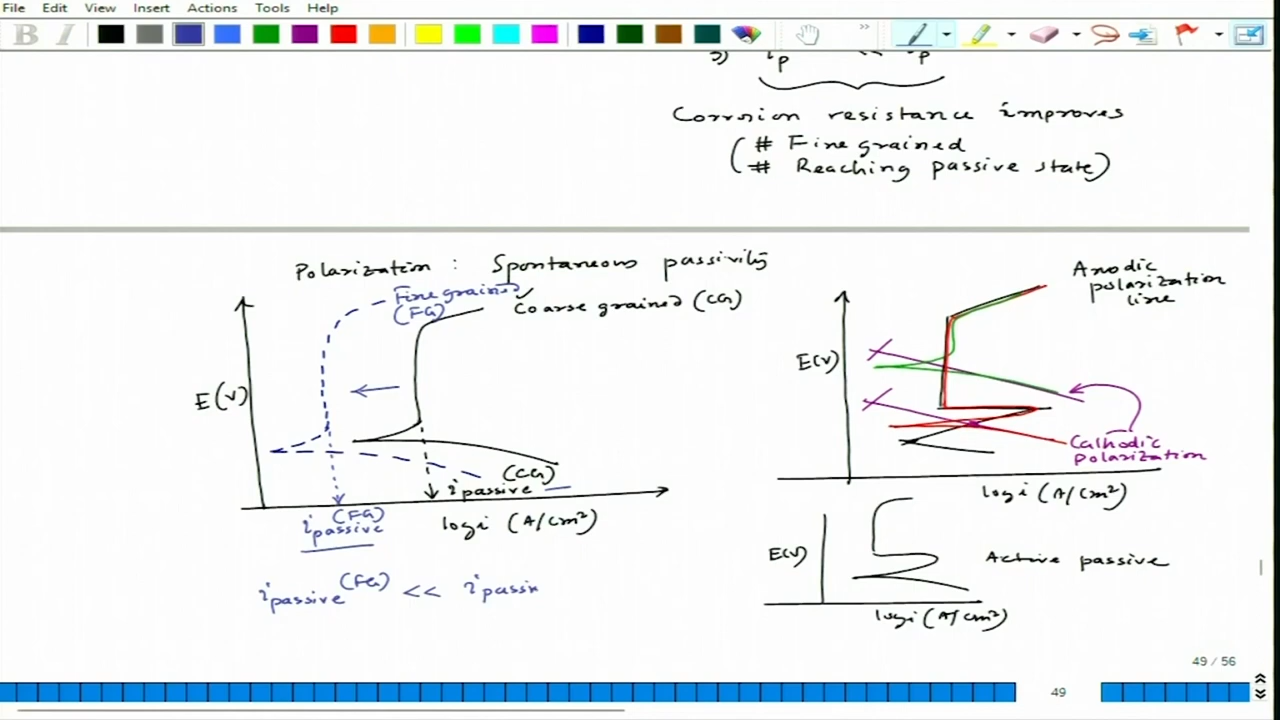 File Edit View Insert Actions Tools Help
B I
Corrosion resistance improves
(# Fine grained
# Reaching passive state)
Polarization : Spontaneous passivity
Fine grained
(FG)
Coarse grained (CG)
E(V)
(CG)
i passive
(FG)
i passive
log i (A/cm²)
i passive (FG) << i passiv
Anodic
polarization
line
E(V)
Cathodic
polarization
log i (A/cm²)
E(V)
Active passive
log i (A/cm²)
49 / 56
49